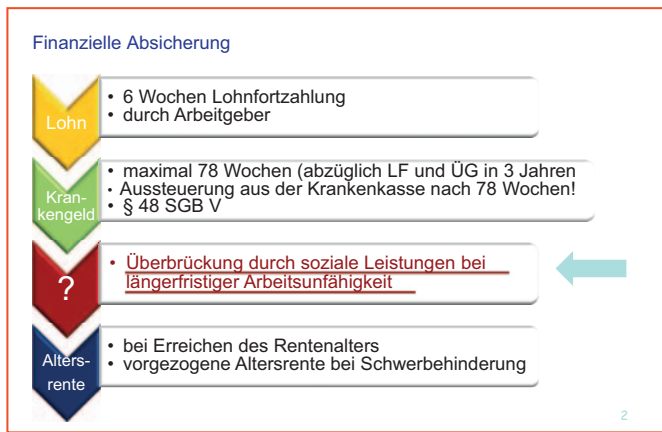 Finanzielle Absicherung
Lohn
• 6 Wochen Lohnfortzahlung
• durch Arbeitgeber
Kran-
kengeld
• maximal 78 Wochen (abzüglich LF und ÜG in 3 Jahren
• Aussteuerung aus der Krankenkasse nach 78 Wochen!
• § 48 SGB V
?
• Überbrückung durch soziale Leistungen bei
längerfristiger Arbeitsunfähigkeit
Alters-
rente
• bei Erreichen des Rentenalters
• vorgezogene Altersrente bei Schwerbehinderung
2